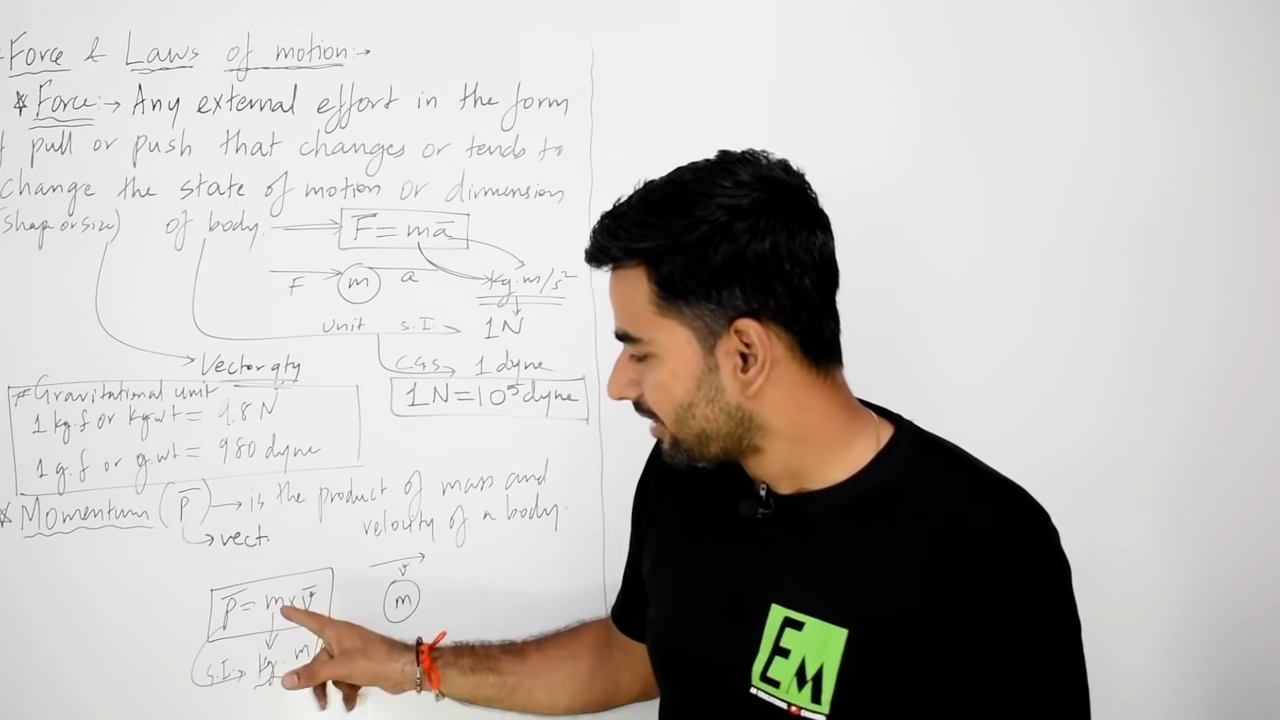 Force & Laws of motion:→
* Force:→ Any external effort in the form
f pull or push that changes or tends to
change the state of motion or dimension
(shape or size) of body. → F̅ = ma̅
F m a kg.m/s²
Unit S.I. → 1N
CGS → 1 dyne
→ Vector qty
1N = 10⁵ dyne
# Gravitational unit
1 kg.f or kgwt = 9.8 N
1 g.f or g.wt = 980 dyne
* Momentum (p̅) → is the product of mass and
velocity of a body.
→ vect.
v
p̅ = m×v̅
m
S.I → kg. m
EM